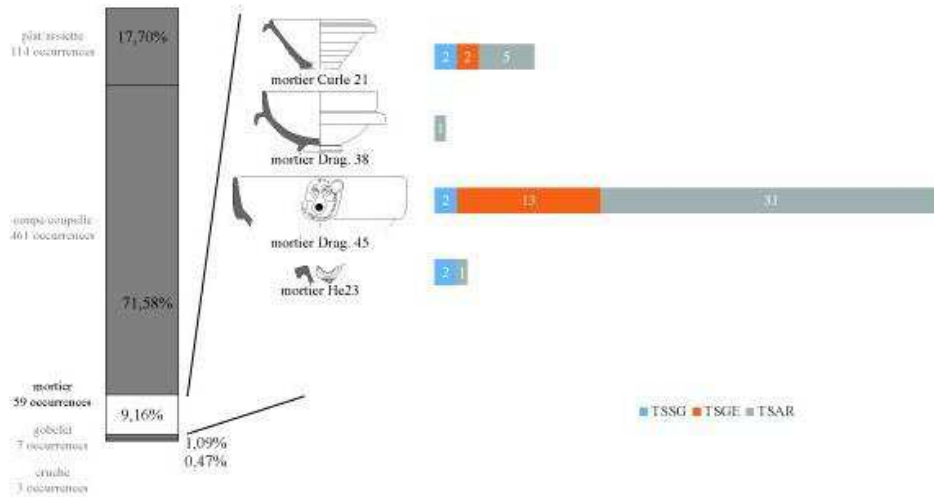 plat/assiette
114 occurrences
17,70%
mortier Curle 21
2 2 5
mortier Drag. 38
1
mortier Drag. 45
2 13 31
coupe/coupelle
461 occurrences
71,58%
mortier He23
2 1
mortier
59 occurrences
9,16%
gobelet
7 occurrences
1,09%
0,47%
cruche
3 occurrences
TSSG TSGE TSAR